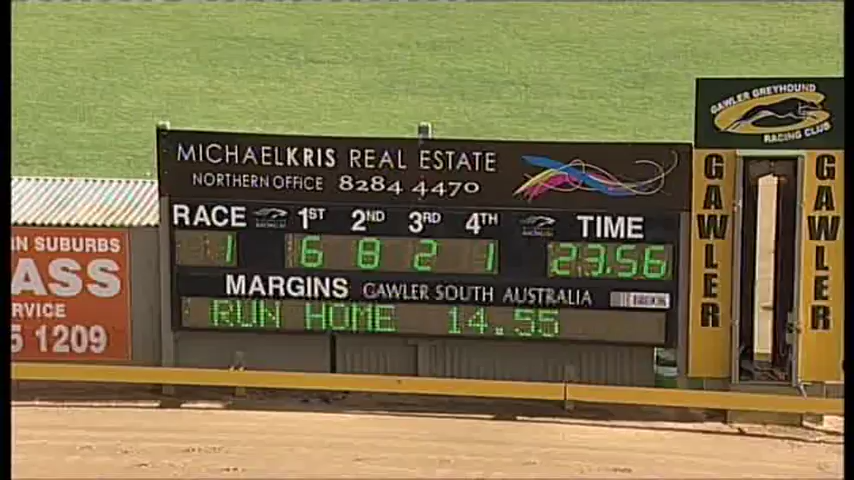 GAWLER GREYHOUND
RACING CLUB
MICHAELKRIS REAL ESTATE
NORTHERN OFFICE 8284 4470
RACE 1ST 2ND 3RD 4TH TIME
1 6 8 2 1 23.56
MARGINS GAWLER SOUTH AUSTRALIA
RUN HOME 14.55
N SUBURBS
ASS
RVICE
5 1209
GAWLER
GAWLER